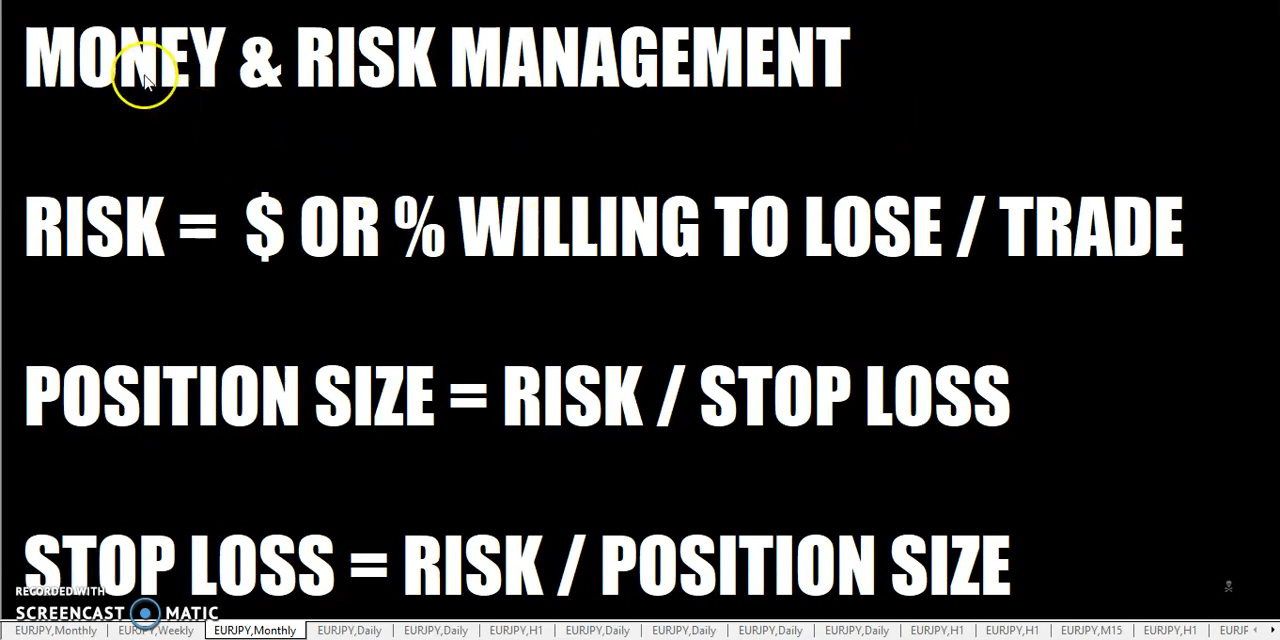 MONEY & RISK MANAGEMENT
RISK = $ OR % WILLING TO LOSE / TRADE
POSITION SIZE = RISK / STOP LOSS
STOP LOSS = RISK / POSITION SIZE
RECORDED WITH
SCREENCAST MATIC
EURJPY,Monthly EURJPY,Weekly EURJPY,Monthly EURJPY,Daily EURJPY,Daily EURJPY,H1 EURJPY,Daily EURJPY,Daily EURJPY,Daily EURJPY,Daily EURJPY,H1 EURJPY,H1 EURJPY,M15 EURJPY,H1